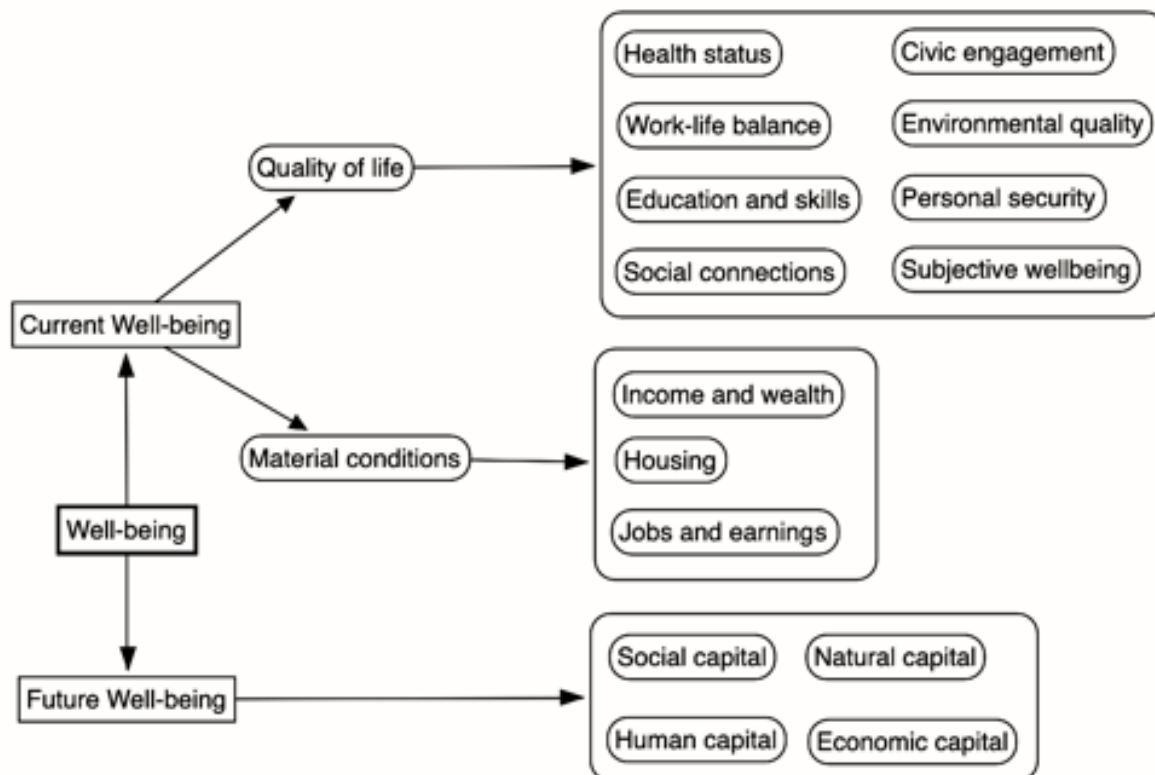 Health status
Civic engagement
Work-life balance
Environmental quality
Quality of life
Education and skills
Personal security
Social connections
Subjective wellbeing
Current Well-being
Income and wealth
Material conditions
Housing
Well-being
Jobs and earnings
Social capital
Natural capital
Future Well-being
Human capital
Economic capital